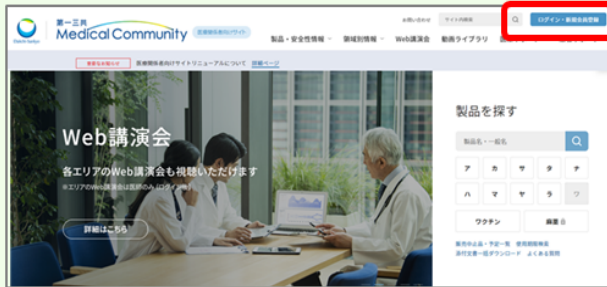 Daiichi-Sankyo
第一三共
Medical Community
医療関係者向けサイト
お問い合わせ
サイト内検索
ログイン・新規会員登録
製品・安全性情報
領域別情報
Web講演会
動画ライブラリ
重要なお知らせ
医療関係者向けサイトリニューアルについて
詳細ページ
Web講演会
各エリアのWeb講演会も視聴いただけます
※エリアのWeb講演会は医師のみ（ログイン後）
詳細はこちら
製品を探す
製品名・一般名
ア カ サ タ ナ
ハ マ ヤ ラ ワ
ワクチン
麻薬
販売中止品・予定一覧 使用期限検索
添付文書一括ダウンロード よくある質問